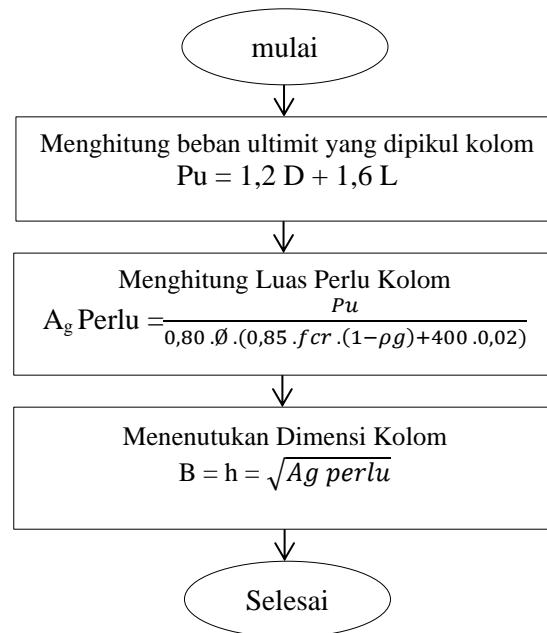 mulai
Menghitung beban ultimit yang dipikul kolom
Pu = 1,2 D + 1,6 L
Menghitung Luas Perlu Kolom
Ag Perlu = Pu / 0,80 .Ø .(0,85 .fcr .(1−ρg)+400 .0,02)
Menenutukan Dimensi Kolom
B = h = √Ag perlu
Selesai